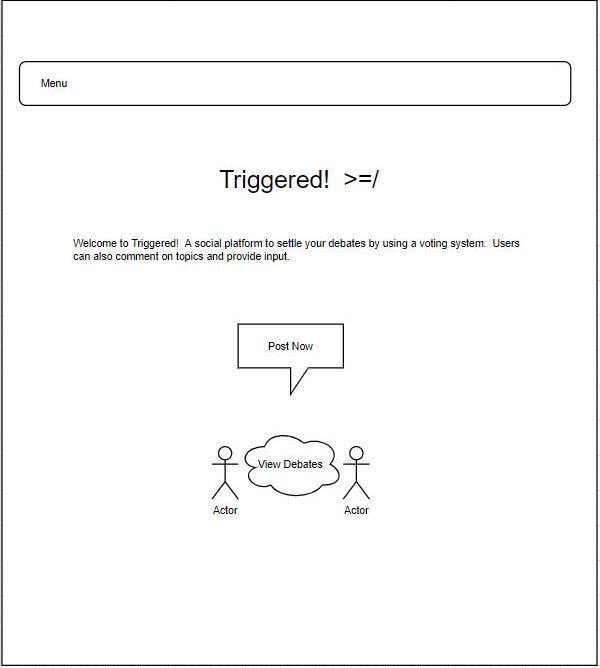 Menu
Triggered!  >=/
Welcome to Triggered!  A social platform to settle your debates by using a voting system.  Users
can also comment on topics and provide input.
Post Now
View Debates
Actor
Actor